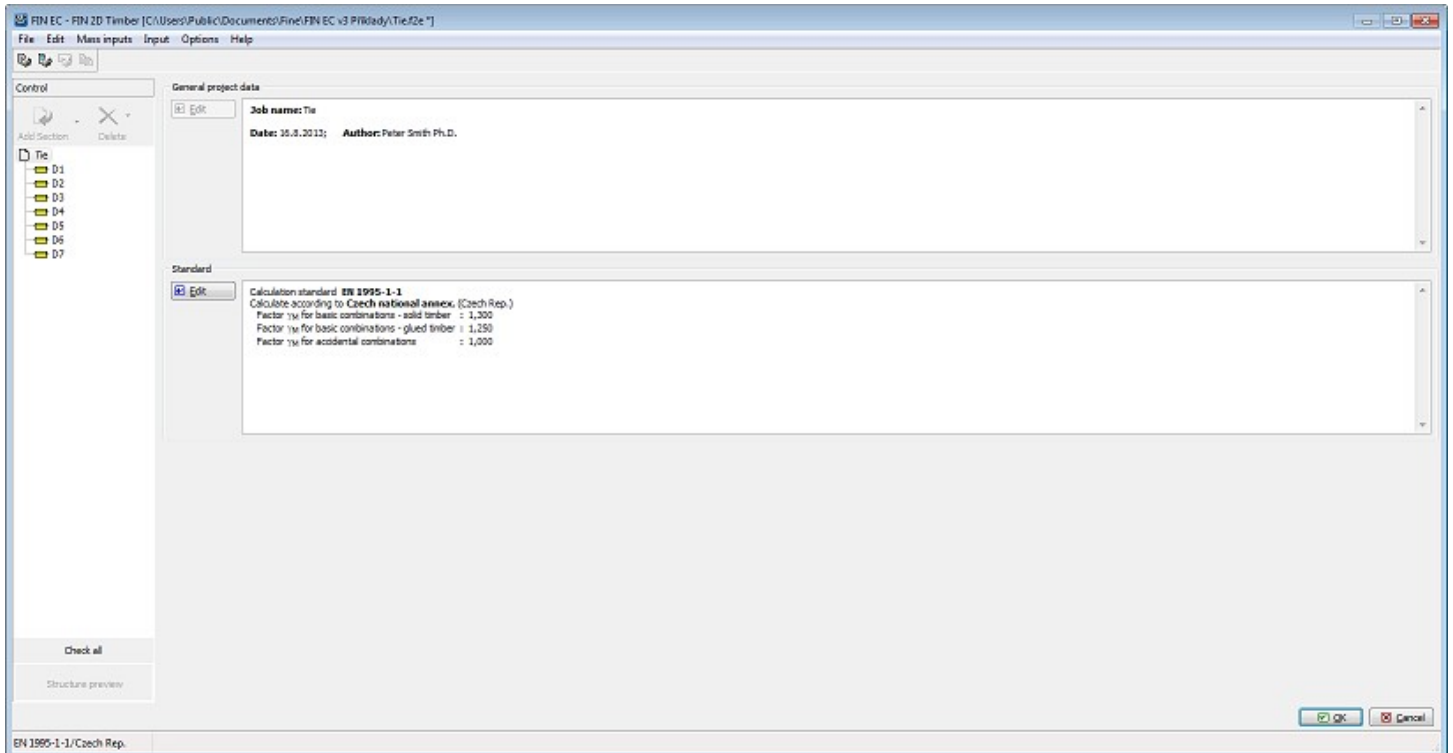 FIN EC - FIN 2D Timber [C:\Users\Public\Documents\Fine\FIN EC v3 Příklady\Tie.f2e *]
File Edit Mass inputs Input Options Help
Control
Add Section Delete
Tie
D1
D2
D3
D4
D5
D6
D7
Check all
Structure preview
General project data
Edit
Job name: Tie
Date: 16.8.2013; Author: Peter Smith Ph.D.
Standard
Edit
Calculation standard EN 1995-1-1
Calculate according to Czech national annex. (Czech Rep.)
Factor γM for basic combinations - solid timber : 1,300
Factor γM for basic combinations - glued timber : 1,250
Factor γM for accidental combinations : 1,000
OK Cancel
EN 1995-1-1/Czech Rep.